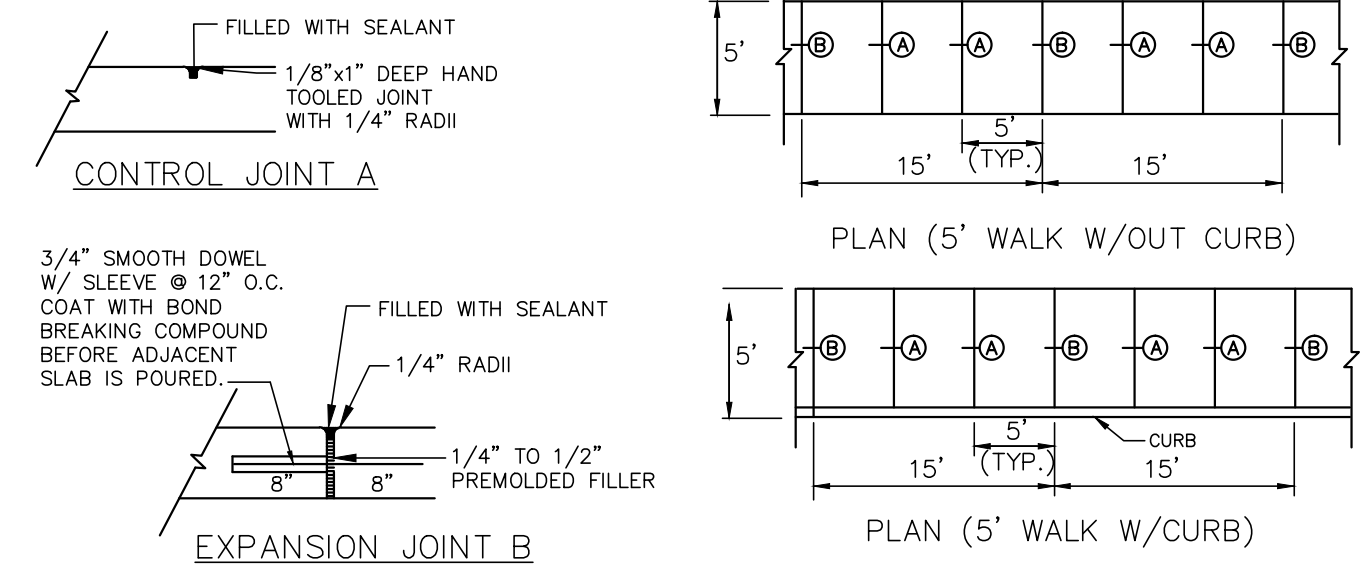 FILLED WITH SEALANT
1/8"x1" DEEP HAND
TOOLED JOINT
WITH 1/4" RADII
CONTROL JOINT A
3/4" SMOOTH DOWEL
W/ SLEEVE @ 12" O.C.
COAT WITH BOND
BREAKING COMPOUND
BEFORE ADJACENT
SLAB IS POURED.
FILLED WITH SEALANT
1/4" RADII
1/4" TO 1/2"
PREMOLDED FILLER
8" 8"
EXPANSION JOINT B
5'
B A A B A A B
5'
(TYP.)
15' 15'
PLAN (5' WALK W/OUT CURB)
5'
B A A B A A B
CURB
5'
(TYP.)
15' 15'
PLAN (5' WALK W/CURB)